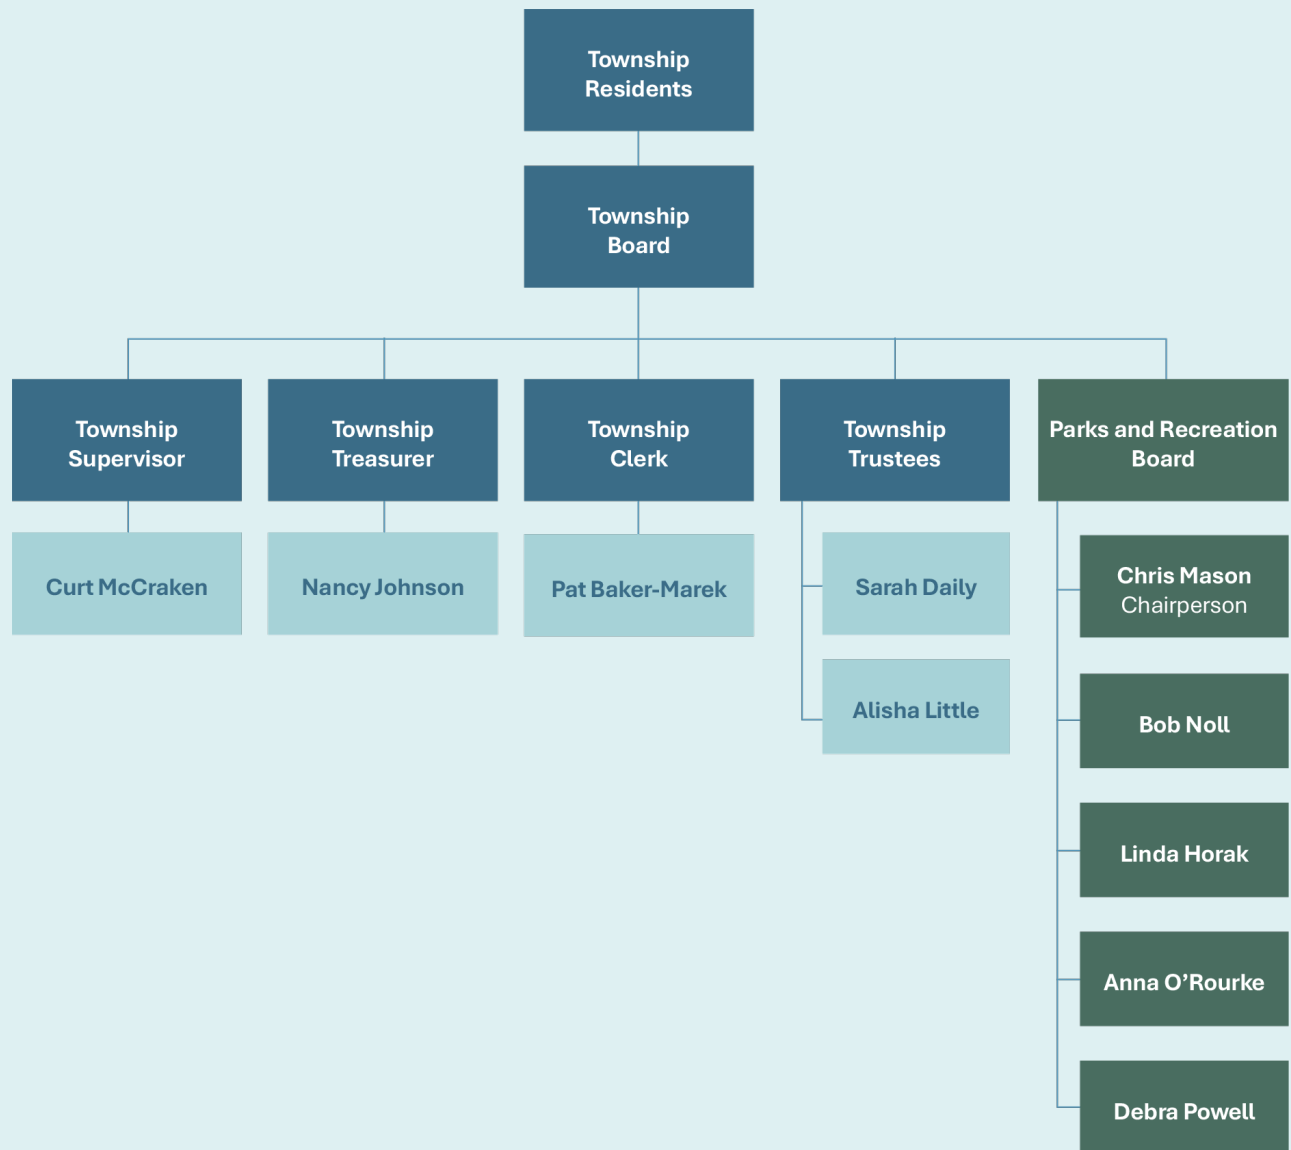 Township
Residents
Township
Board
Township
Supervisor
Township
Treasurer
Township
Clerk
Township
Trustees
Parks and Recreation
Board
Curt McCraken
Nancy Johnson
Pat Baker-Marek
Sarah Daily
Alisha Little
Chris Mason
Chairperson
Bob Noll
Linda Horak
Anna O’Rourke
Debra Powell